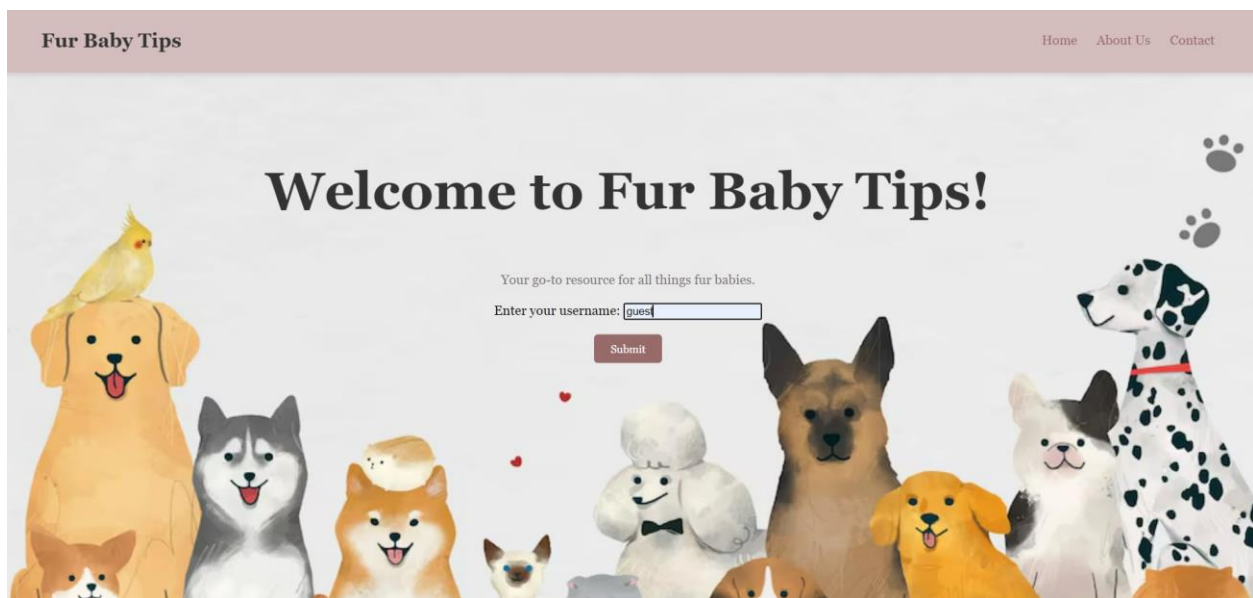 Fur Baby Tips
Home About Us Contact
Welcome to Fur Baby Tips!
Your go-to resource for all things fur babies.
Enter your username: guest
Submit